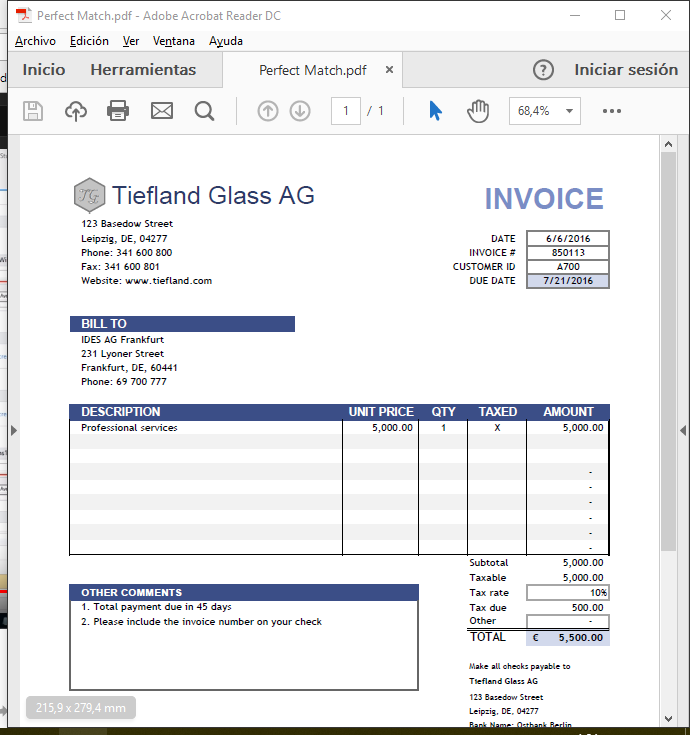 Perfect Match.pdf - Adobe Acrobat Reader DC
Archivo Edición Ver Ventana Ayuda
Inicio Herramientas Perfect Match.pdf × ? Iniciar sesión
1 / 1 68,4%
TG Tiefland Glass AG
INVOICE
123 Basedow Street
Leipzig, DE, 04277
Phone: 341 600 800
Fax: 341 600 801
Website: www.tiefland.com
DATE 6/6/2016
INVOICE # 850113
CUSTOMER ID A700
DUE DATE 7/21/2016
BILL TO
IDES AG Frankfurt
231 Lyoner Street
Frankfurt, DE, 60441
Phone: 69 700 777
DESCRIPTION UNIT PRICE QTY TAXED AMOUNT
Professional services 5,000.00 1 X 5,000.00
-
-
-
-
-
-
Subtotal 5,000.00
Taxable 5,000.00
Tax rate 10%
Tax due 500.00
Other -
TOTAL € 5,500.00
OTHER COMMENTS
1. Total payment due in 45 days
2. Please include the invoice number on your check
Make all checks payable to
Tiefland Glass AG
123 Basedow Street
Leipzig, DE, 04277
Bank Name: Ostbank Berlin
215,9 x 279,4 mm